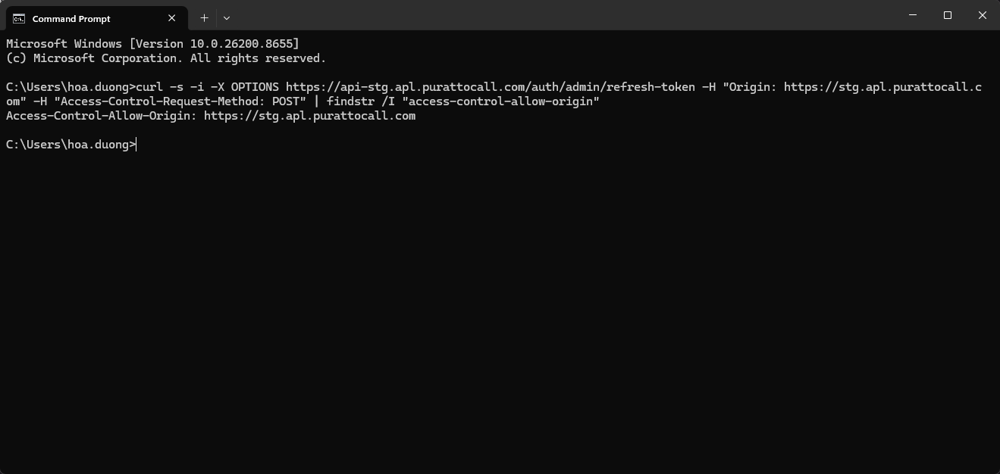 Command Prompt
Microsoft Windows [Version 10.0.26200.8655]
(c) Microsoft Corporation. All rights reserved.
C:\Users\hoa.duong>curl -s -i -X OPTIONS https://api-stg.apl.purattocall.com/auth/admin/refresh-token -H "Origin: https://stg.apl.purattocall.c
om" -H "Access-Control-Request-Method: POST" | findstr /I "access-control-allow-origin"
Access-Control-Allow-Origin: https://stg.apl.purattocall.com
C:\Users\hoa.duong>